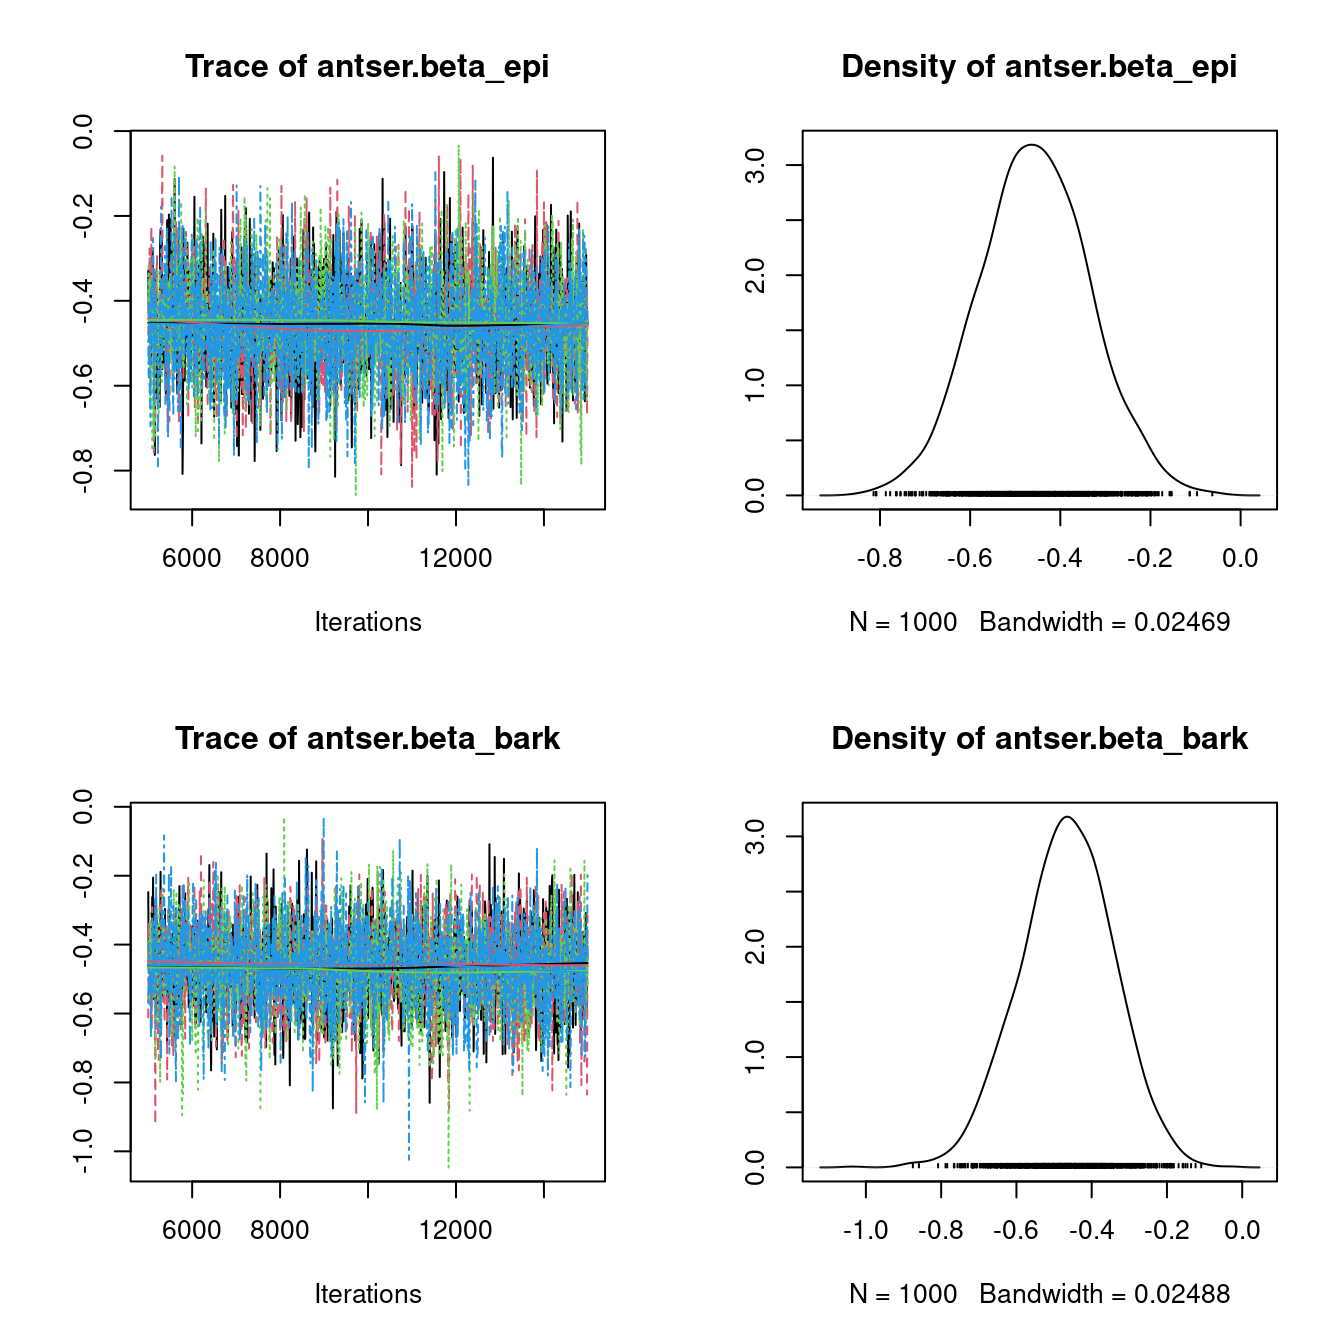 Trace of antser.beta_epi
0.0
-0.2
-0.4
-0.6
-0.8
6000 8000 12000
Iterations
Density of antser.beta_epi
3.0
2.0
1.0
0.0
-0.8 -0.6 -0.4 -0.2 0.0
N = 1000 Bandwidth = 0.02469
Trace of antser.beta_bark
0.0
-0.2
-0.4
-0.6
-0.8
-1.0
6000 8000 12000
Iterations
Density of antser.beta_bark
3.0
2.0
1.0
0.0
-1.0 -0.8 -0.6 -0.4 -0.2 0.0
N = 1000 Bandwidth = 0.02488